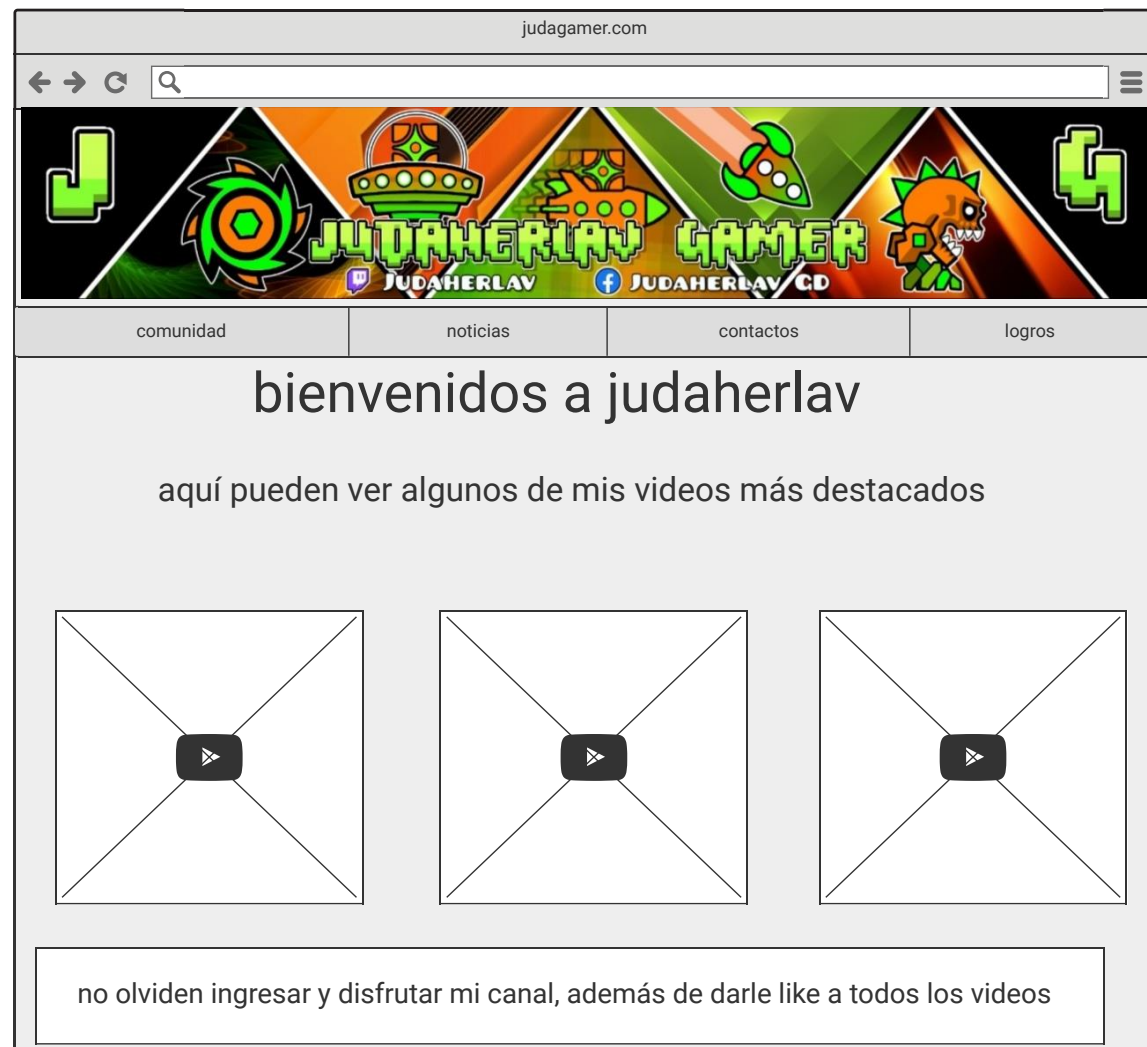 judagamer.com
J
G
JUDAHERLAV GAMER
JUDAHERLAV
JUDAHERLAV GD
comunidad
noticias
contactos
logros
bienvenidos a judaherlav
aquí pueden ver algunos de mis videos más destacados
no olviden ingresar y disfrutar mi canal, además de darle like a todos los videos